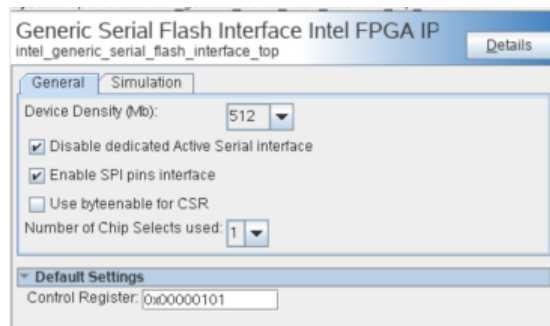 Generic Serial Flash Interface Intel FPGA IP
intel_generic_serial_flash_interface_top
Details
General Simulation
Device Density (Mb): 512
Disable dedicated Active Serial interface
Enable SPI pins interface
Use byteenable for CSR
Number of Chip Selects used: 1
Default Settings
Control Register: 0x00000101